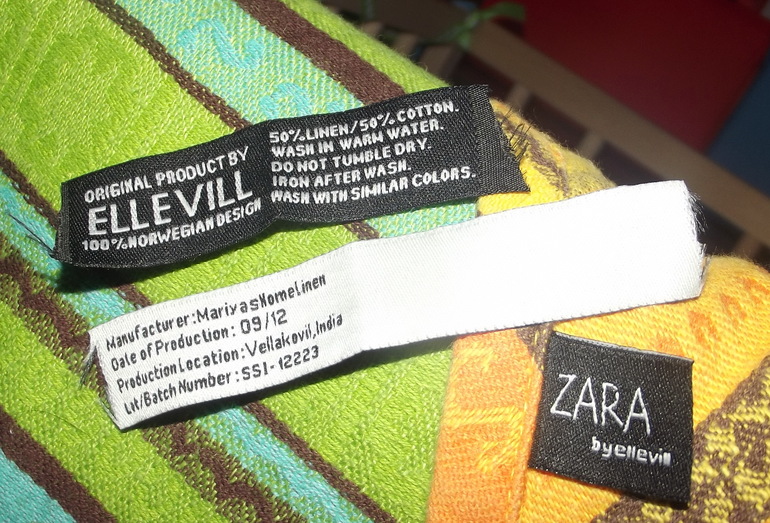 ORIGINAL PRODUCT BY
ELLEVILL
100%NORWEGIAN DESIGN
50%LINEN/50%COTTON.
WASH IN WARM WATER.
DO NOT TUMBLE DRY.
IRON AFTER WASH.
WASH WITH SIMILAR COLORS.
Manufacturer:MariyasHomeLinen
Date of Production: 09/12
Production Location:Vellakovil,India
Lot/Batch Number:SSI-12223
ZARA
byellevill